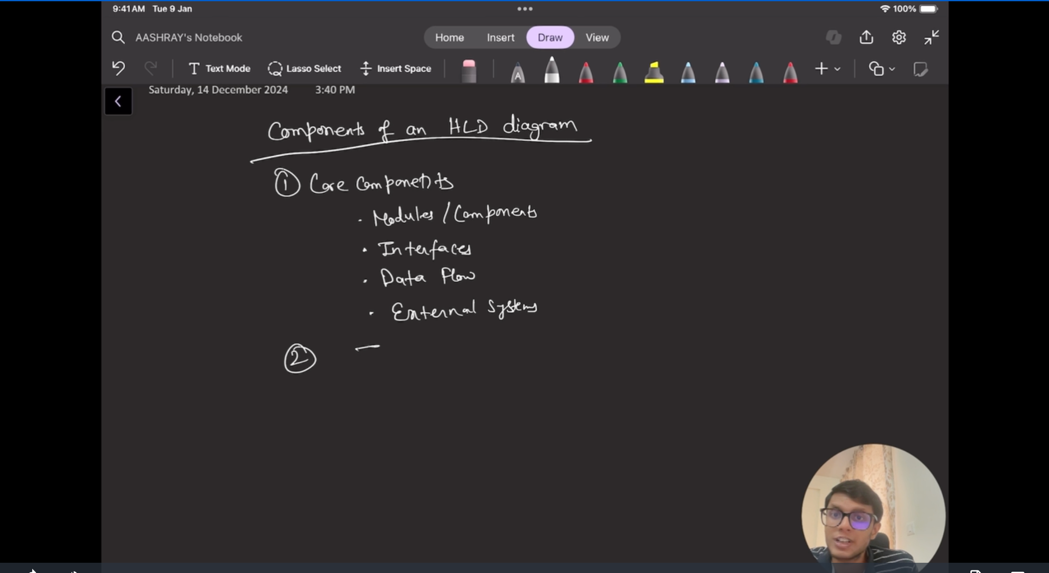 9:41AM Tue 9 Jan 100%
AASHRAY's Notebook Home Insert Draw View
Text Mode Lasso Select Insert Space
Saturday, 14 December 2024 3:40 PM
Components of an HLD diagram
① Core Components
· Modules/Components
· Interfaces
· Data Flow
· External Systems
②